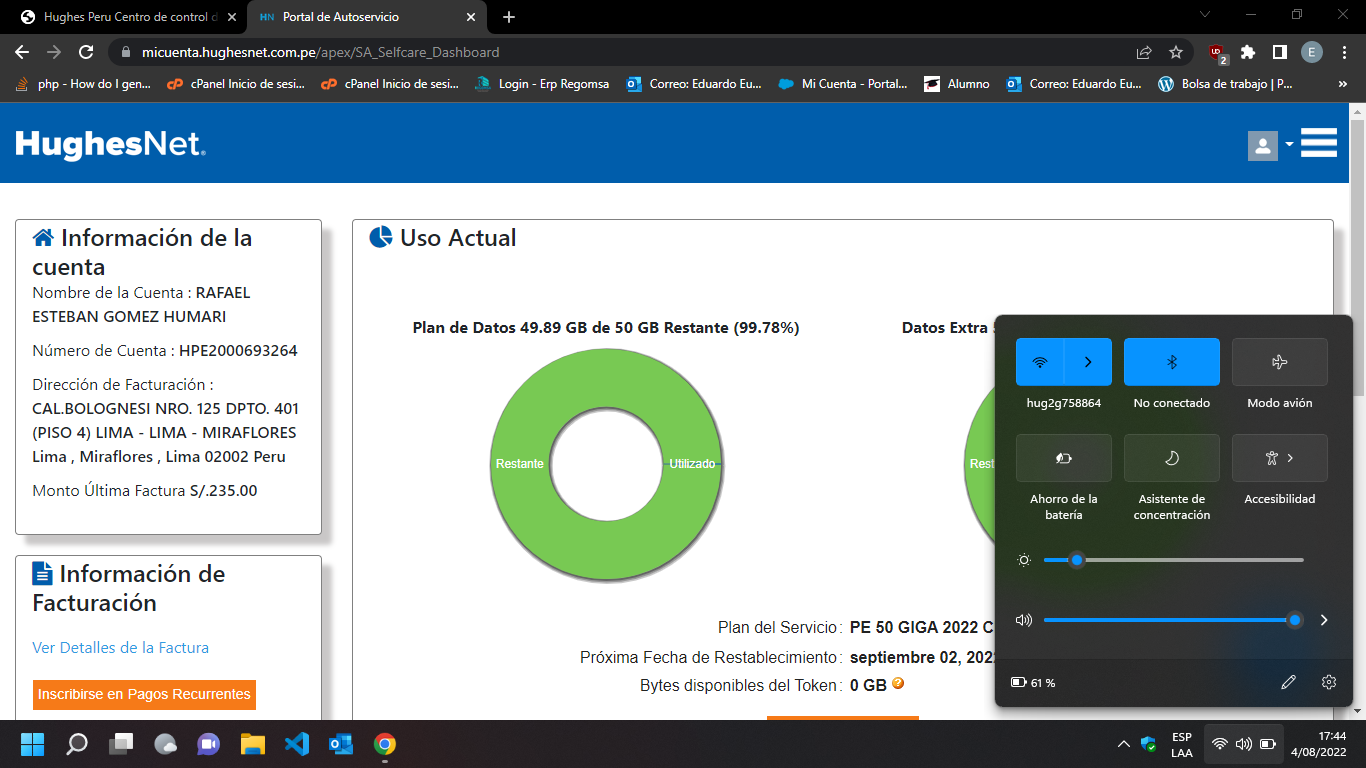 Hughes Peru Centro de control d
HN Portal de Autoservicio
micuenta.hughesnet.com.pe/apex/SA_Selfcare_Dashboard
2
E
php - How do I gen...
cP cPanel Inicio de sesi...
cP cPanel Inicio de sesi...
Login - Erp Regomsa
Correo: Eduardo Eu...
Mi Cuenta - Portal...
Alumno
Correo: Eduardo Eu...
Bolsa de trabajo | P...
»
HughesNet.
Información de la
cuenta
Nombre de la Cuenta : RAFAEL
ESTEBAN GOMEZ HUMARI
Número de Cuenta : HPE2000693264
Dirección de Facturación :
CAL.BOLOGNESI NRO. 125 DPTO. 401
(PISO 4) LIMA - LIMA - MIRAFLORES
Lima , Miraflores , Lima 02002 Peru
Monto Última Factura S/.235.00
Información de
Facturación
Ver Detalles de la Factura
Inscribirse en Pagos Recurrentes
Uso Actual
Plan de Datos 49.89 GB de 50 GB Restante (99.78%)
Restante
Utilizado
Datos Extra
Rest
Plan del Servicio: PE 50 GIGA 2022 C
Próxima Fecha de Restablecimiento: septiembre 02, 2022
Bytes disponibles del Token: 0 GB
hug2g758864
No conectado
Modo avión
Ahorro de la
batería
Asistente de
concentración
Accesibilidad
61 %
ESP
LAA
17:44
4/08/2022